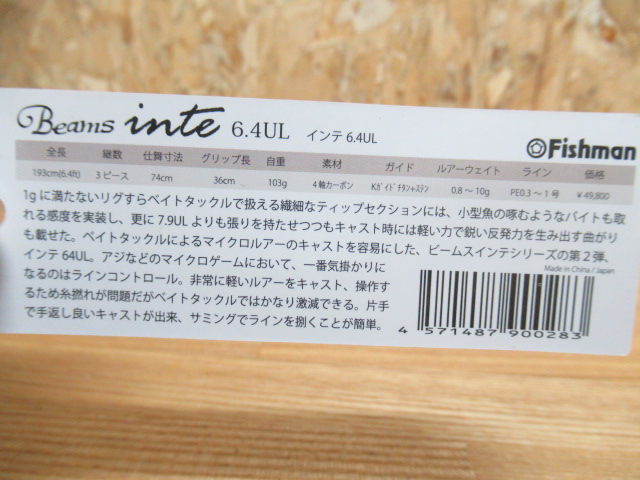 Beams inte 6.4UL インテ 6.4UL
Fishman
全長 継数 仕舞寸法 グリップ長 自重 素材 ガイド ルアーウェイト ライン 価格
193cm(6.4ft) 3ピース 74cm 36cm 103g 4軸カーボン Kガイドチタン+ステン 0.8〜10g PE0.3〜1号 ¥49,800
1gに満たないリグすらベイトタックルで扱える繊細なティップセクションには、小型魚の啄むようなバイトも取
れる感度を実装し、更に7.9ULよりも張りを持たせつつもキャスト時には軽い力で鋭い反発力を生み出す曲がり
も載せた。ベイトタックルによるマイクロルアーのキャストを容易にした、ビームスインテシリーズの第2弾、
インテ64UL。アジなどのマイクロゲームにおいて、一番気掛かりに
なるのはラインコントロール。非常に軽いルアーをキャスト、操作す
るため糸撚れが問題だがベイトタックルではかなり激減できる。片手
で手返し良いキャストが出来、サミングでラインを捌くことが簡単。
Made in China / Japan
4 571487 900283